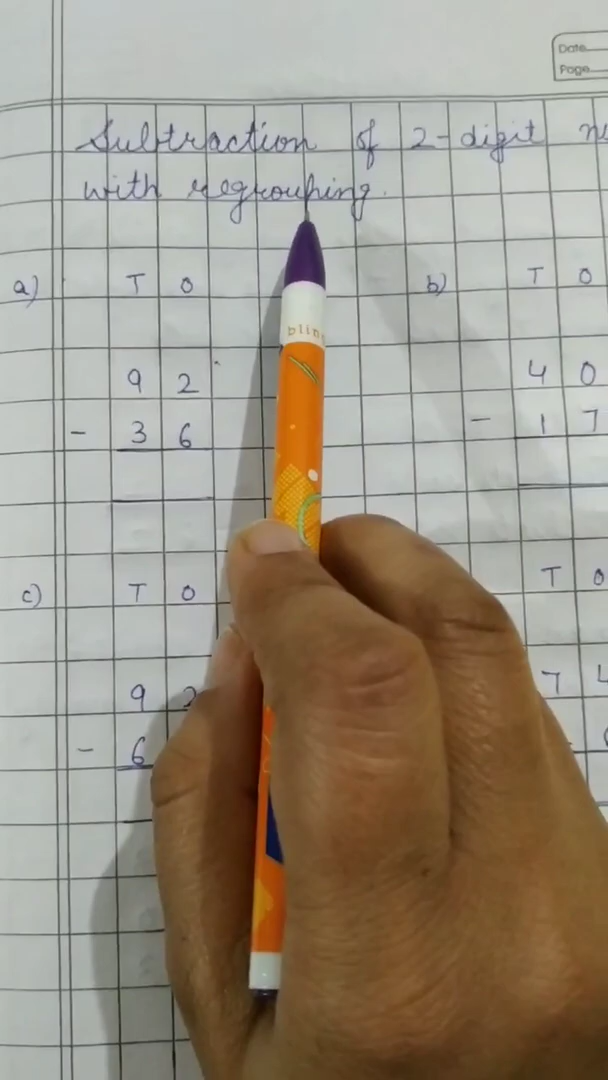 Date
Page
Subtraction of 2-digit
with regrouping.
a) T O b) T O
9 2 4 0
- 3 6 - 1 7
c) T O T O
9 2 7
- 6